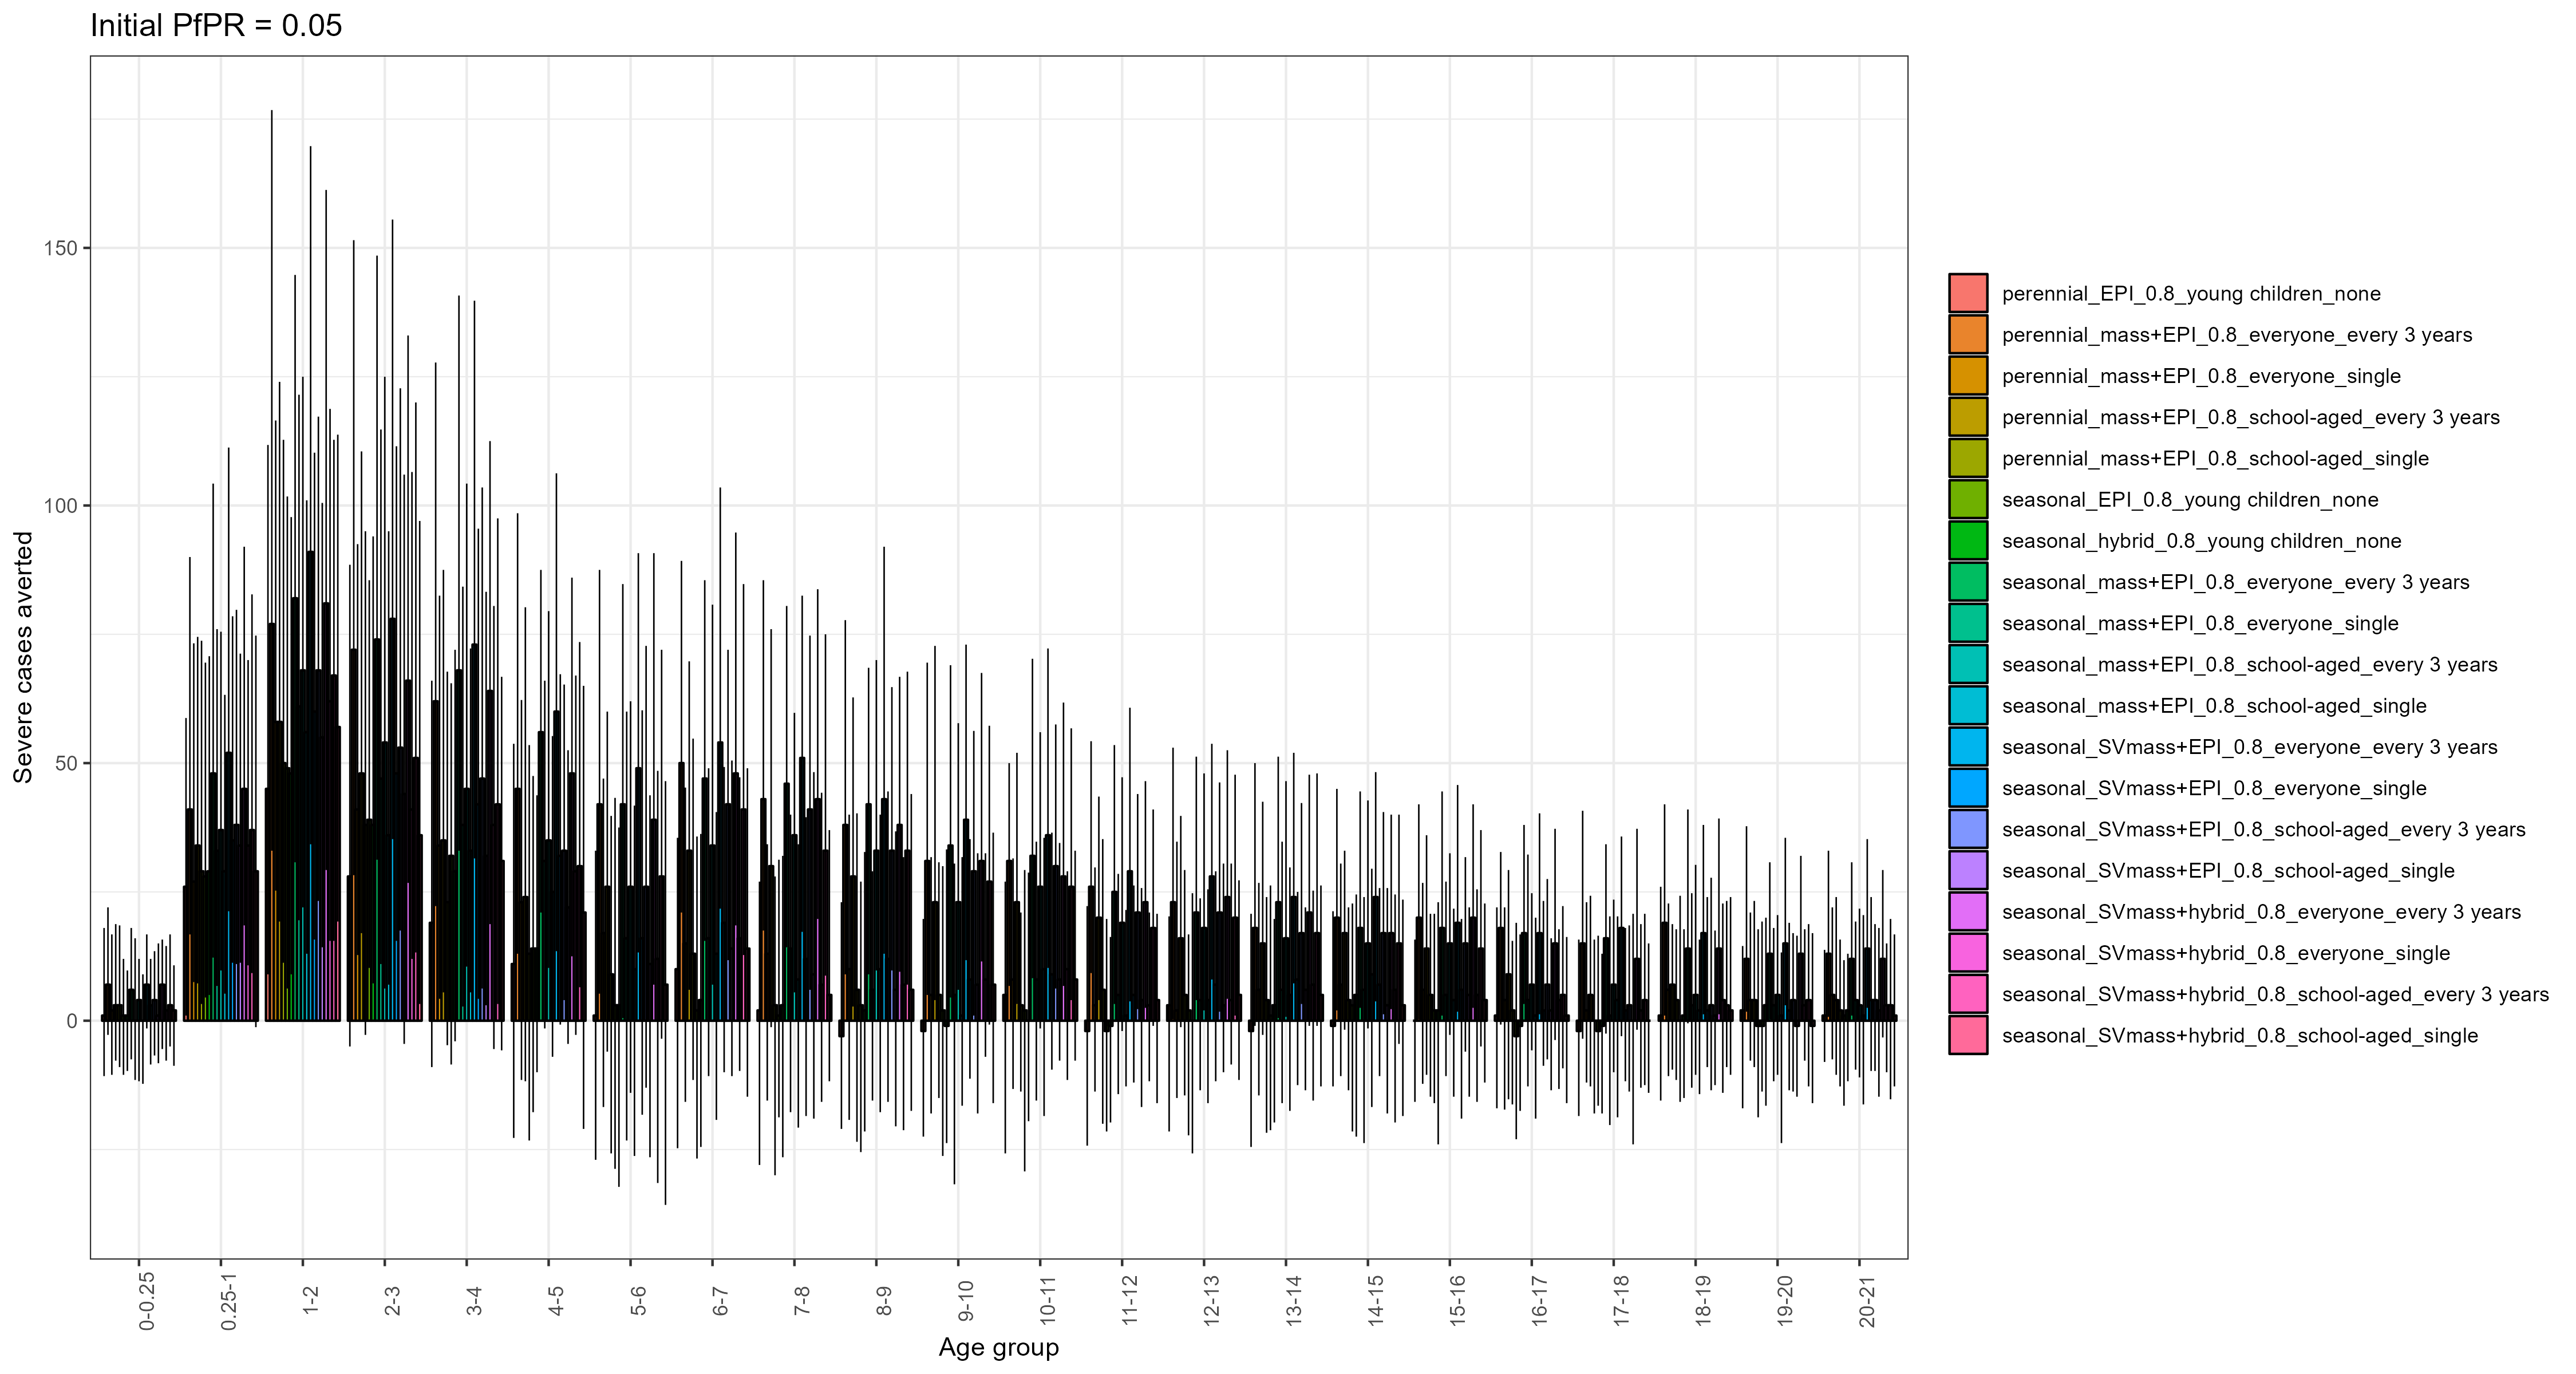 Initial PfPR = 0.05
Severe cases averted
150
100
50
0
0-0.25
0.25-1
1-2
2-3
3-4
4-5
5-6
6-7
7-8
8-9
9-10
10-11
11-12
12-13
13-14
14-15
15-16
16-17
17-18
18-19
19-20
20-21
Age group
perennial_EPI_0.8_young children_none
perennial_mass+EPI_0.8_everyone_every 3 years
perennial_mass+EPI_0.8_everyone_single
perennial_mass+EPI_0.8_school-aged_every 3 years
perennial_mass+EPI_0.8_school-aged_single
seasonal_EPI_0.8_young children_none
seasonal_hybrid_0.8_young children_none
seasonal_mass+EPI_0.8_everyone_every 3 years
seasonal_mass+EPI_0.8_everyone_single
seasonal_mass+EPI_0.8_school-aged_every 3 years
seasonal_mass+EPI_0.8_school-aged_single
seasonal_SVmass+EPI_0.8_everyone_every 3 years
seasonal_SVmass+EPI_0.8_everyone_single
seasonal_SVmass+EPI_0.8_school-aged_every 3 years
seasonal_SVmass+EPI_0.8_school-aged_single
seasonal_SVmass+hybrid_0.8_everyone_every 3 years
seasonal_SVmass+hybrid_0.8_everyone_single
seasonal_SVmass+hybrid_0.8_school-aged_every 3 years
seasonal_SVmass+hybrid_0.8_school-aged_single